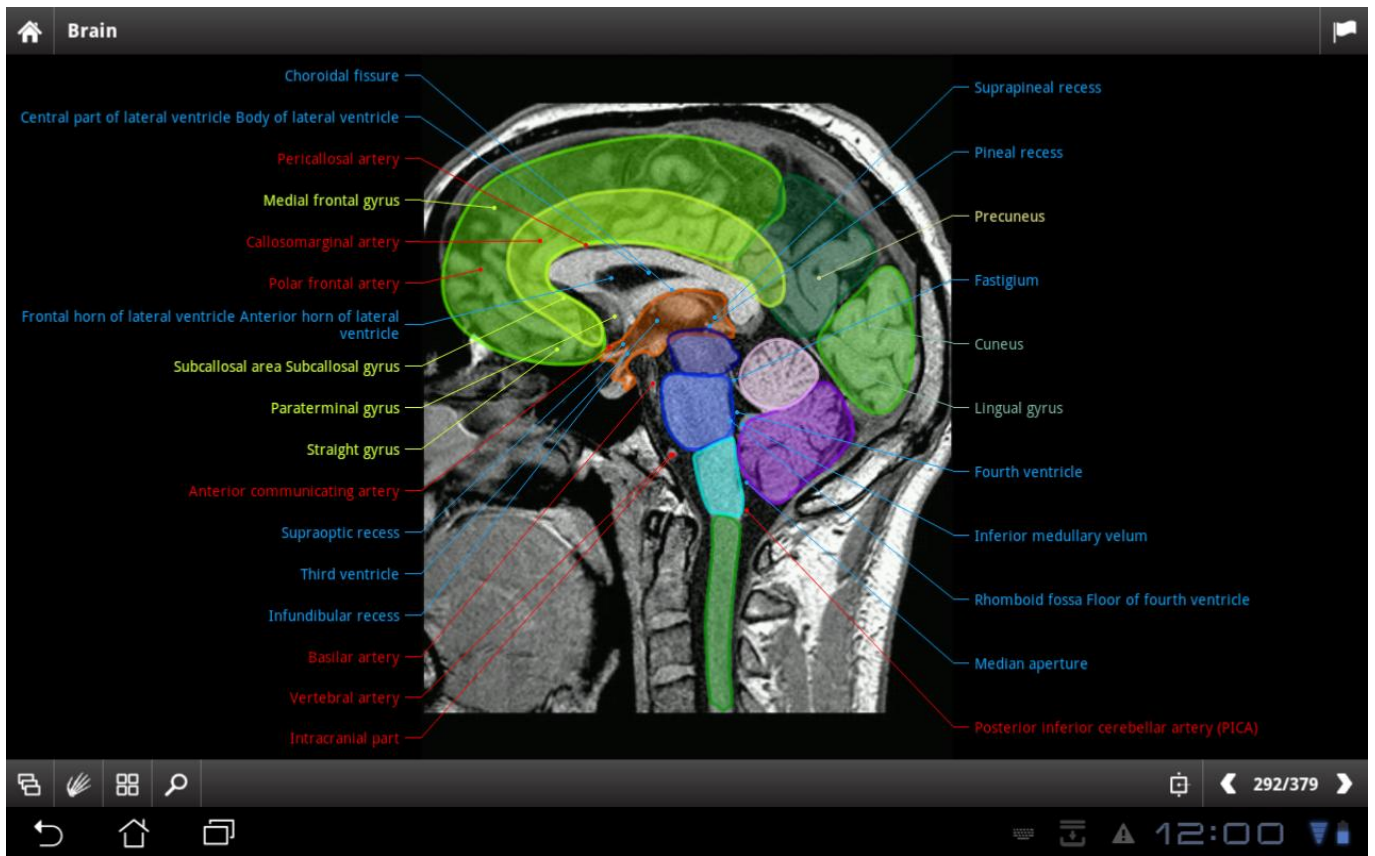 Brain
Choroidal fissure
Central part of lateral ventricle Body of lateral ventricle
Pericallosal artery
Medial frontal gyrus
Callosomarginal artery
Polar frontal artery
Frontal horn of lateral ventricle Anterior horn of lateral
ventricle
Subcallosal area Subcallosal gyrus
Paraterminal gyrus
Straight gyrus
Anterior communicating artery
Supraoptic recess
Third ventricle
Infundibular recess
Basilar artery
Vertebral artery
Intracranial part
Suprapineal recess
Pineal recess
Precuneus
Fastigium
Cuneus
Lingual gyrus
Fourth ventricle
Inferior medullary velum
Rhomboid fossa Floor of fourth ventricle
Median aperture
Posterior inferior cerebellar artery (PICA)
292/379
12:00